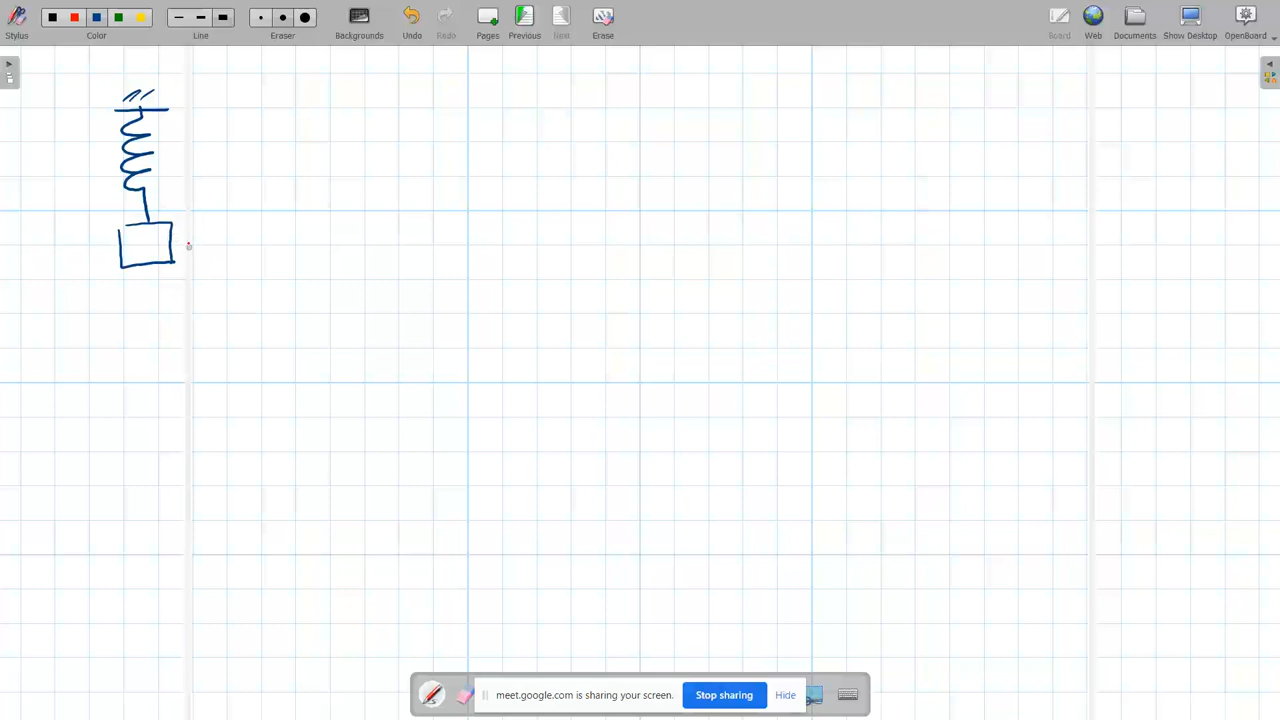 Stylus Color Line Eraser Backgrounds Undo Redo Pages Previous Next Erase Board Web Documents Show Desktop OpenBoard
meet.google.com is sharing your screen. Stop sharing Hide